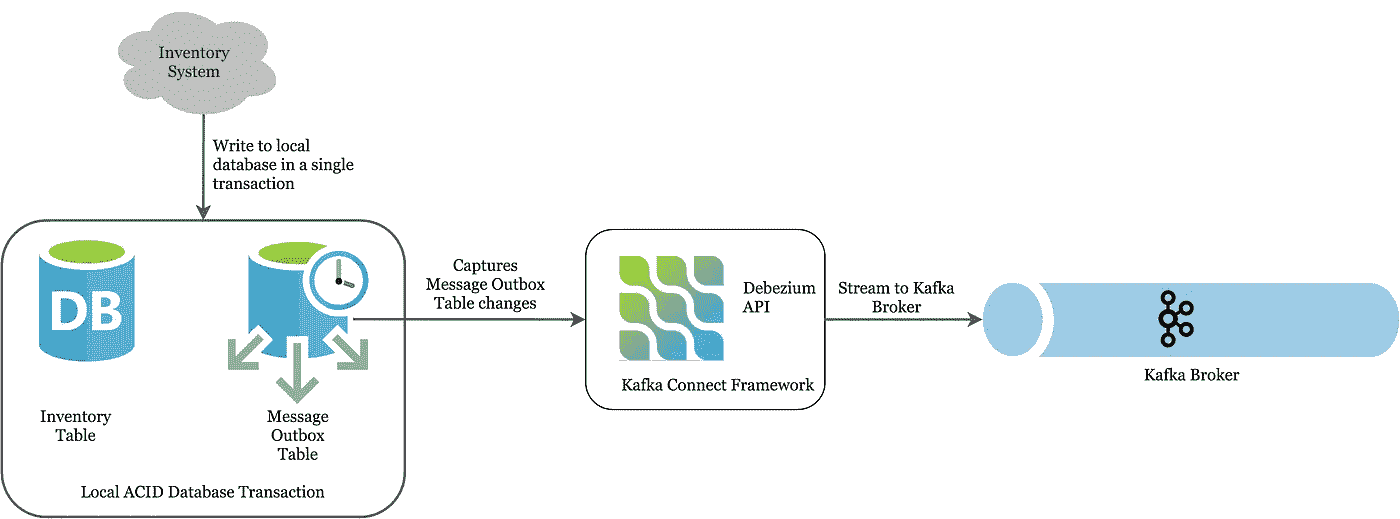 Inventory
System
Write to local
database in a single
transaction
DB
Inventory
Table
Message
Outbox
Table
Local ACID Database Transaction
Captures
Message Outbox
Table changes
Debezium
API
Kafka Connect Framework
Stream to Kafka
Broker
Kafka Broker